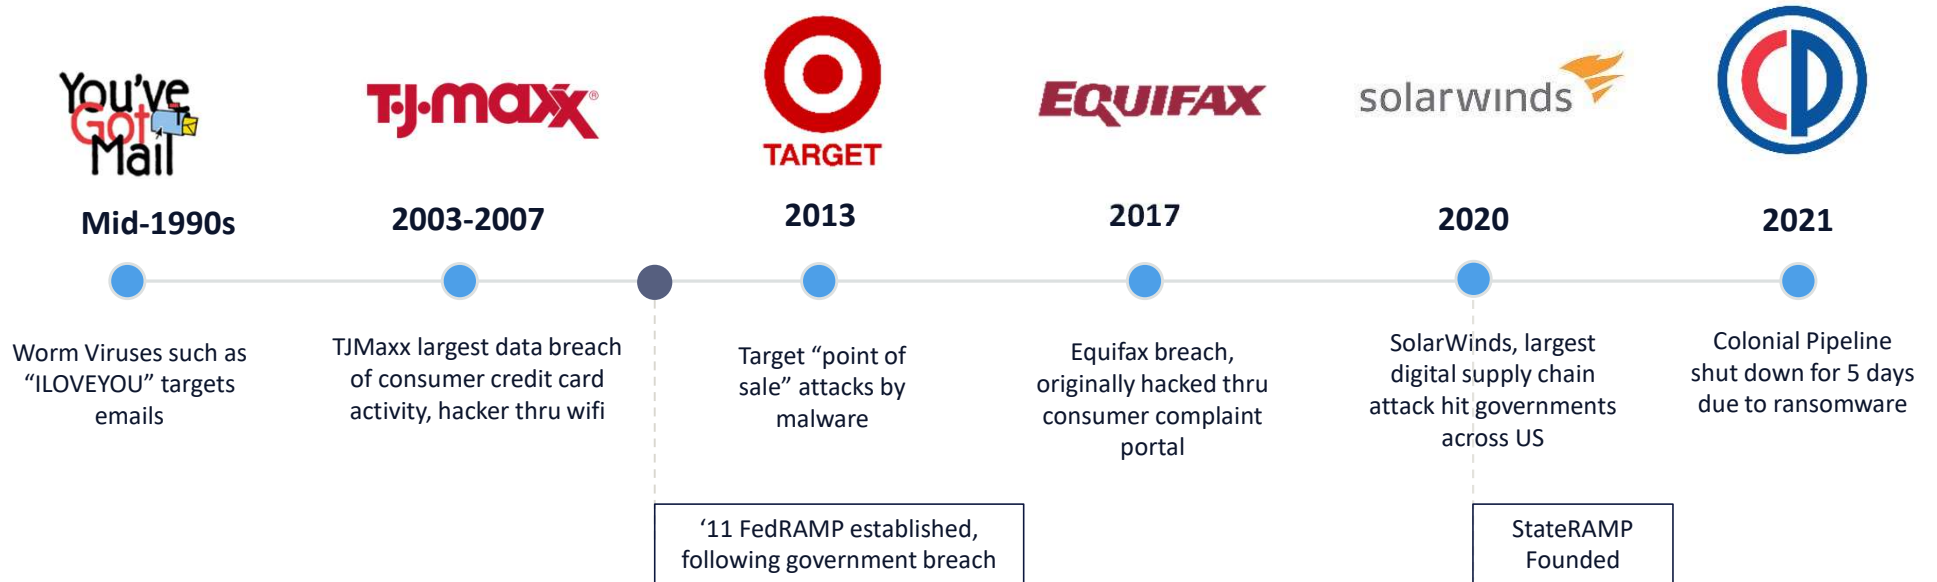 You've
Got
Mail
T•J•maxx®
TARGET
EQUIFAX
solarwinds
CP
Mid-1990s
2003-2007
2013
2017
2020
2021
Worm Viruses such as
“ILOVEYOU” targets
emails
TJMaxx largest data breach
of consumer credit card
activity, hacker thru wifi
Target “point of
sale” attacks by
malware
Equifax breach,
originally hacked thru
consumer complaint
portal
SolarWinds, largest
digital supply chain
attack hit governments
across US
Colonial Pipeline
shut down for 5 days
due to ransomware
‘11 FedRAMP established,
following government breach
StateRAMP
Founded